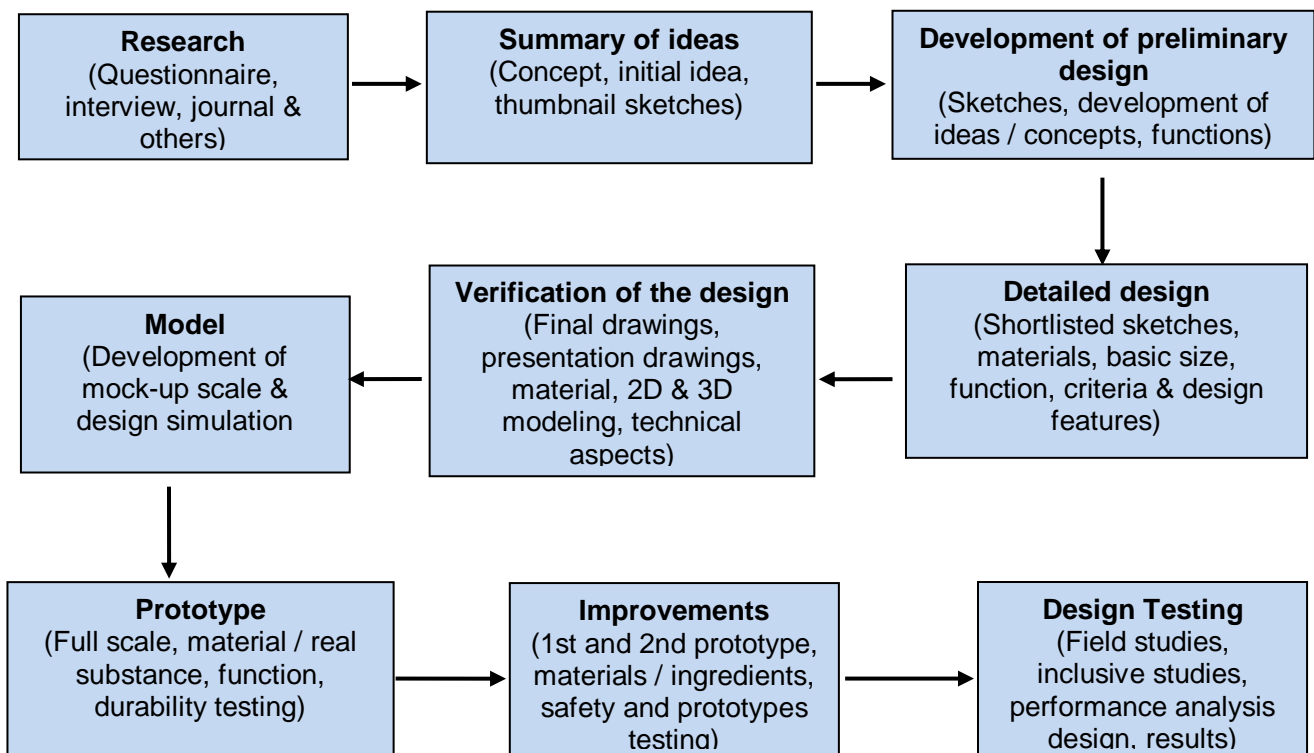 Research
(Questionnaire,
interview, journal &
others)
Summary of ideas
(Concept, initial idea,
thumbnail sketches)
Development of preliminary
design
(Sketches, development of
ideas / concepts, functions)
Detailed design
(Shortlisted sketches,
materials, basic size,
function, criteria & design
features)
Verification of the design
(Final drawings,
presentation drawings,
material, 2D & 3D
modeling, technical
aspects)
Model
(Development of
mock-up scale &
design simulation
Prototype
(Full scale, material / real
substance, function,
durability testing)
Improvements
(1st and 2nd prototype,
materials / ingredients,
safety and prototypes
testing)
Design Testing
(Field studies,
inclusive studies,
performance analysis
design, results)